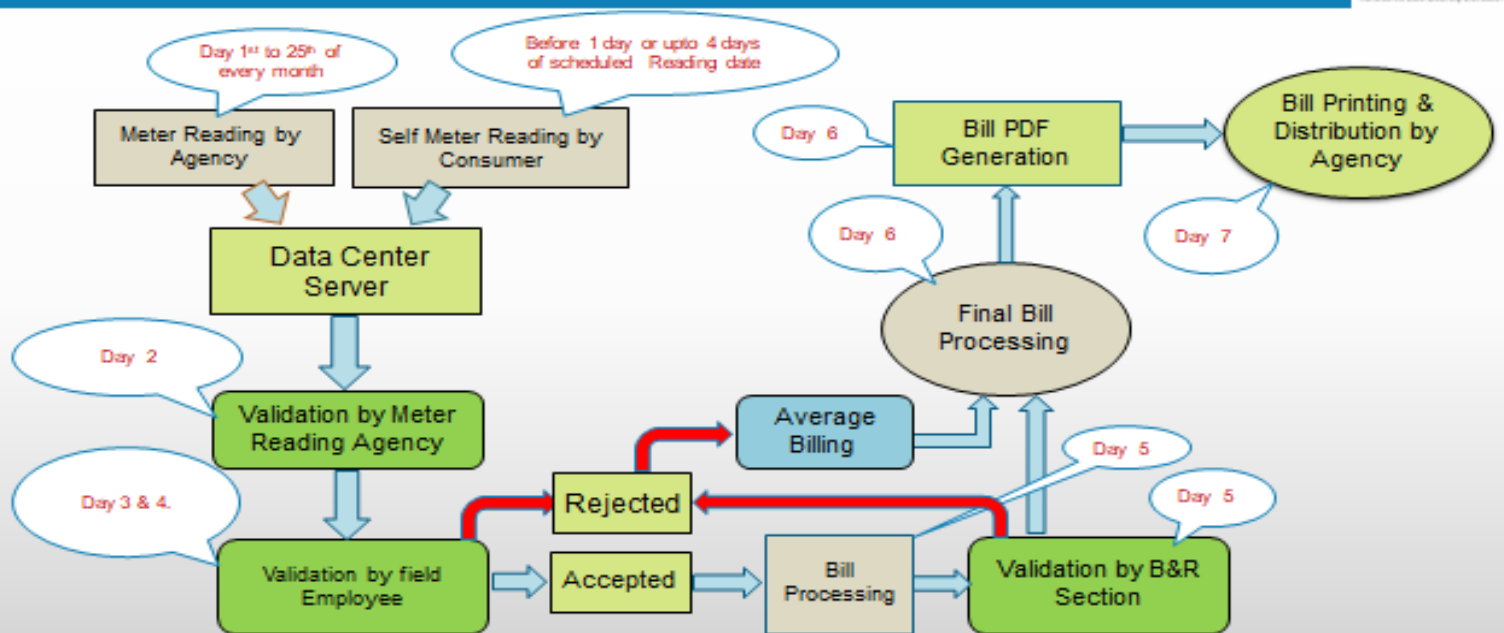 Day 1st to 25th of
every month
Before 1 day or upto 4 days
of scheduled Reading date
Meter Reading by
Agency
Self Meter Reading by
Consumer
Day 6
Bill PDF
Generation
Bill Printing &
Distribution by
Agency
Data Center
Server
Day 6
Day 7
Final Bill
Processing
Day 2
Validation by Meter
Reading Agency
Average
Billing
Day 5
Day 3 & 4.
Rejected
Day 5
Validation by field
Employee
Accepted
Bill
Processing
Validation by B&R
Section